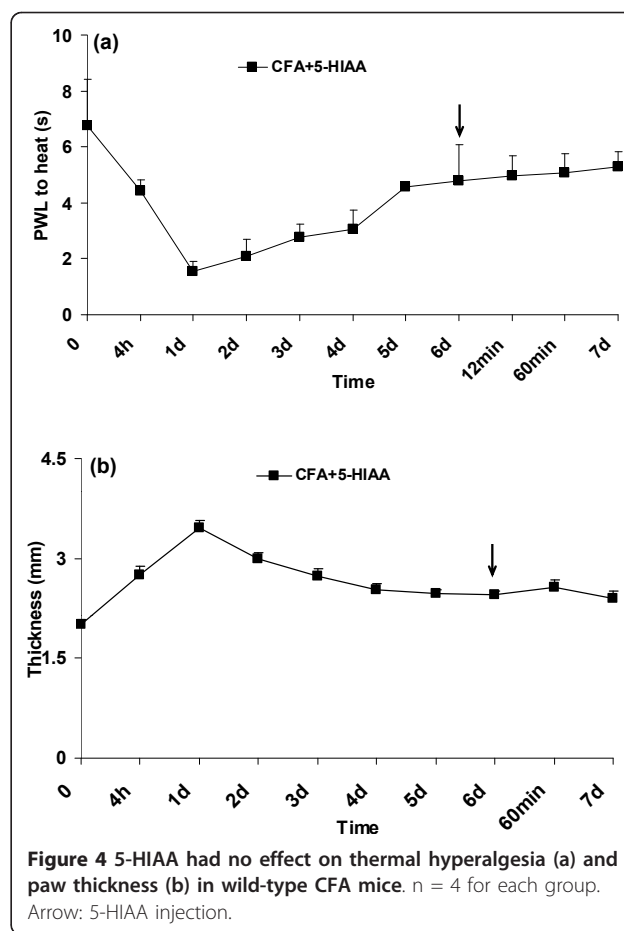 (a)
CFA+5-HIAA
10
8
6
4
2
0
PWL to heat (s)
0 4h 1d 2d 3d 4d 5d 6d 12min 60min 7d
Time
(b)
CFA+5-HIAA
4.5
3
1.5
0
Thickness (mm)
0 4h 1d 2d 3d 4d 5d 6d 60min 7d
Time
Figure 4 5-HIAA had no effect on thermal hyperalgesia (a) and
paw thickness (b) in wild-type CFA mice. n = 4 for each group.
Arrow: 5-HIAA injection.